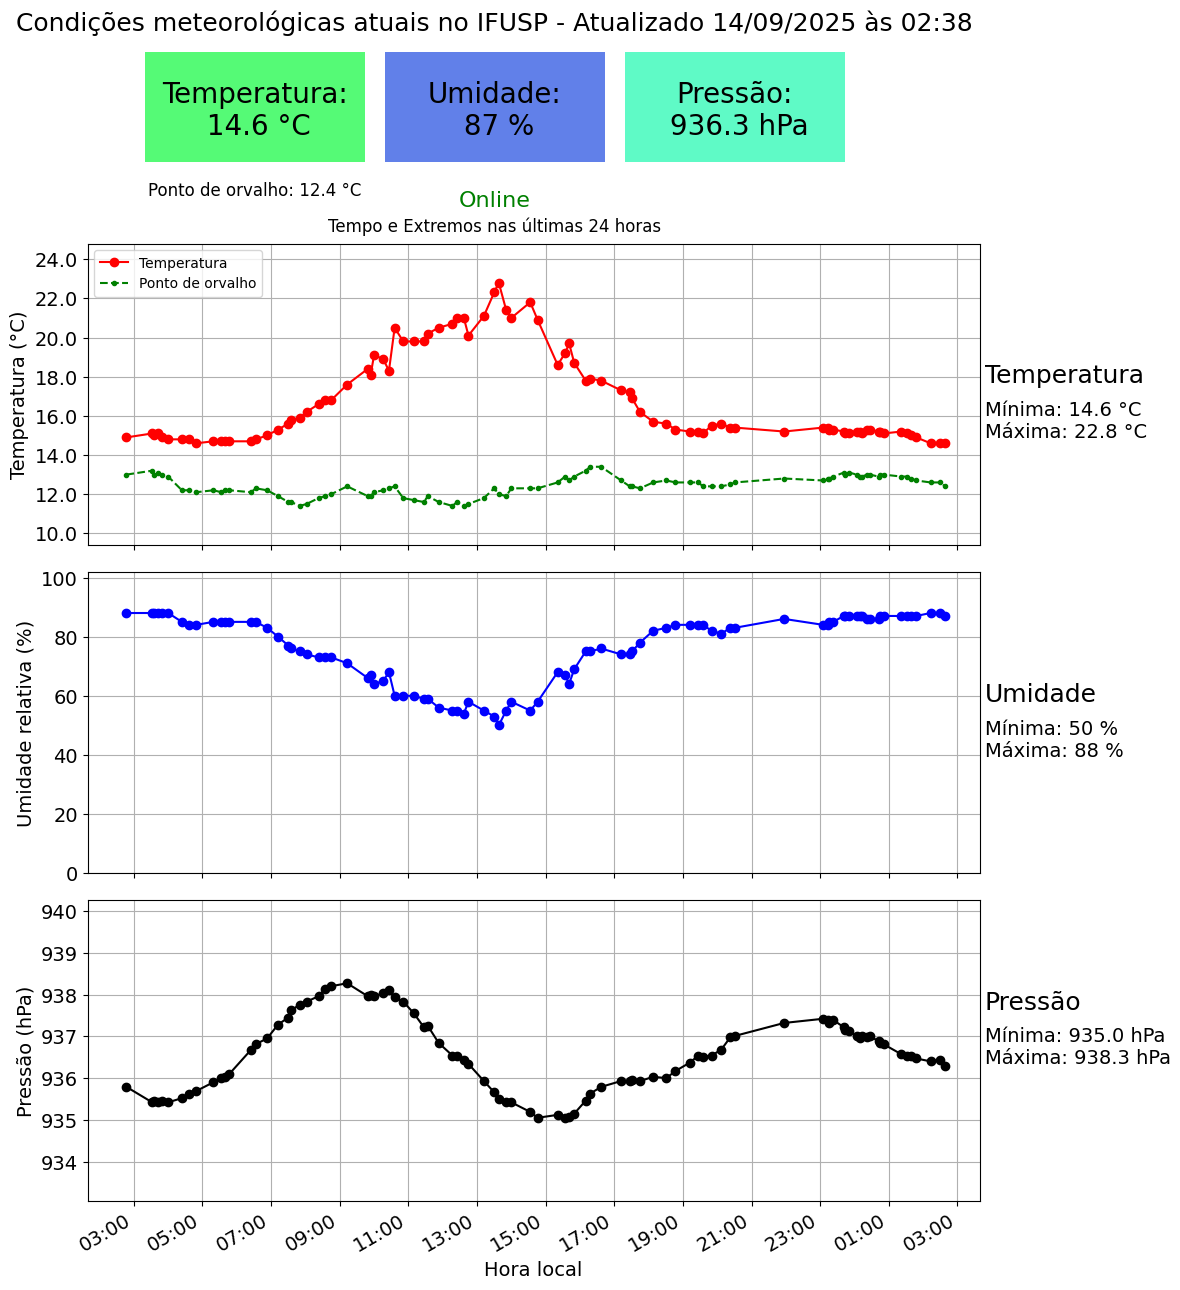 Condições meteorológicas atuais no IFUSP - Atualizado 14/09/2025 às 02:38
Temperatura:
14.6 °C
Umidade:
87 %
Pressão:
936.3 hPa
Ponto de orvalho: 12.4 °C
Online
Tempo e Extremos nas últimas 24 horas
Temperatura
Ponto de orvalho
Temperatura (°C)
24.0
22.0
20.0
18.0
16.0
14.0
12.0
10.0
Temperatura
Mínima: 14.6 °C
Máxima: 22.8 °C
Umidade relativa (%)
100
80
60
40
20
0
Umidade
Mínima: 50 %
Máxima: 88 %
Pressão (hPa)
940
939
938
937
936
935
934
Pressão
Mínima: 935.0 hPa
Máxima: 938.3 hPa
03:00
05:00
07:00
09:00
11:00
13:00
15:00
17:00
19:00
21:00
23:00
01:00
03:00
Hora local